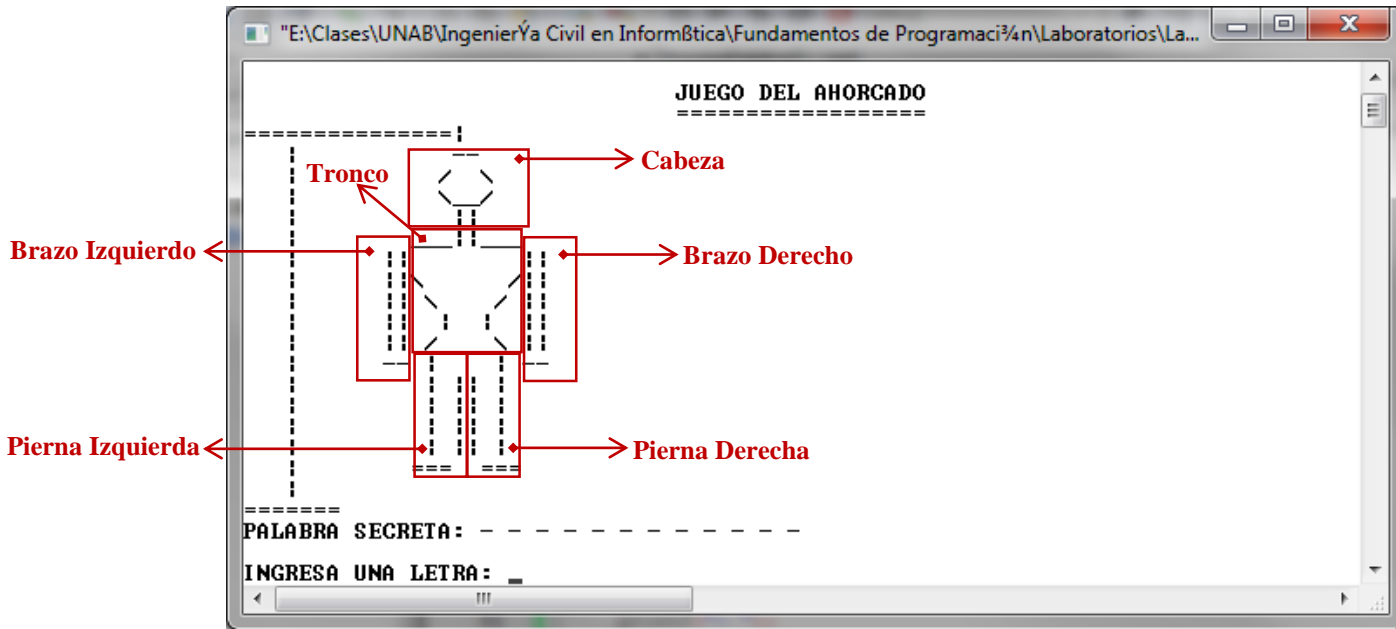 "E:\Clases\UNAB\IngenierÝa Civil en Informßtica\Fundamentos de Programaci¾n\Laboratorios\La...
JUEGO DEL AHORCADO
Cabeza
Tronco
Brazo Izquierdo
Brazo Derecho
Pierna Izquierda
Pierna Derecha
PALABRA SECRETA: - - - - - - - - - - - -
INGRESA UNA LETRA: _